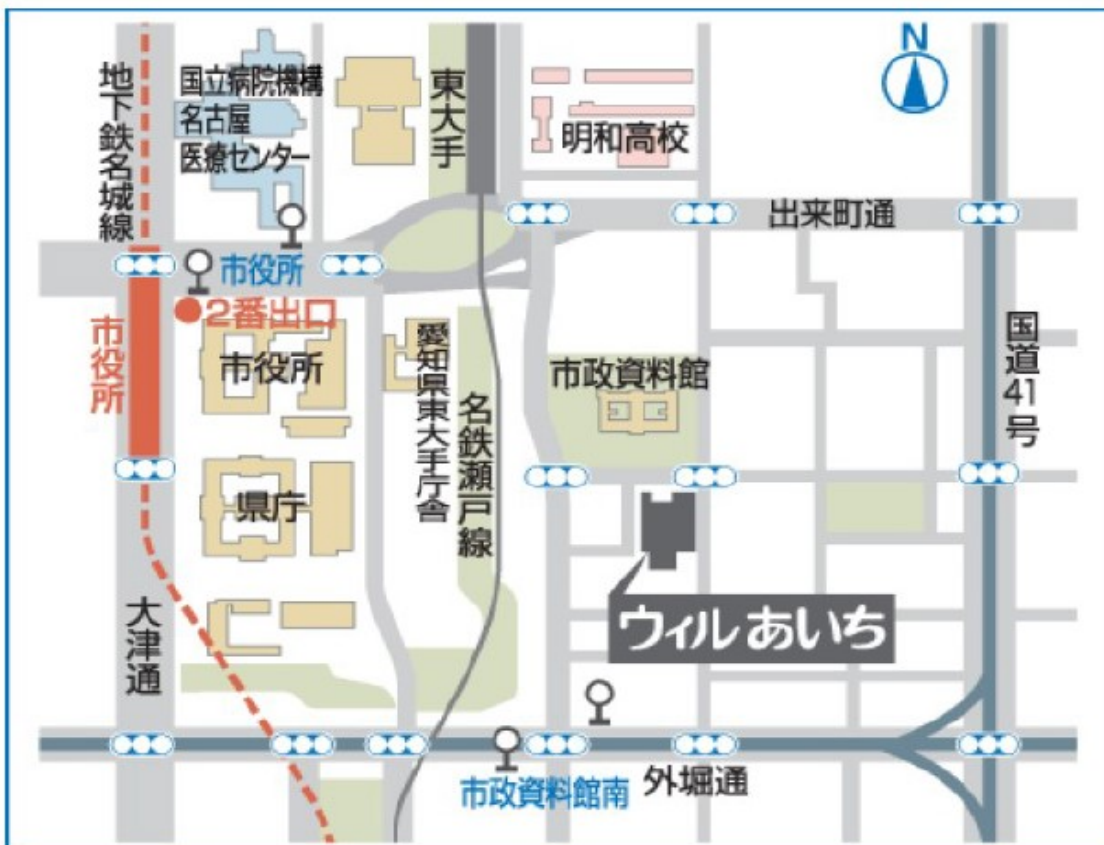 N
地下鉄名城線
国立病院機構
名古屋
医療センター
東大手
明和高校
出来町通
市役所
2番出口
市役所
市役所
愛知県東大手庁舎
名鉄瀬戸線
市政資料館
国道41号
県庁
ウィルあいち
大津通
市政資料館南
外堀通